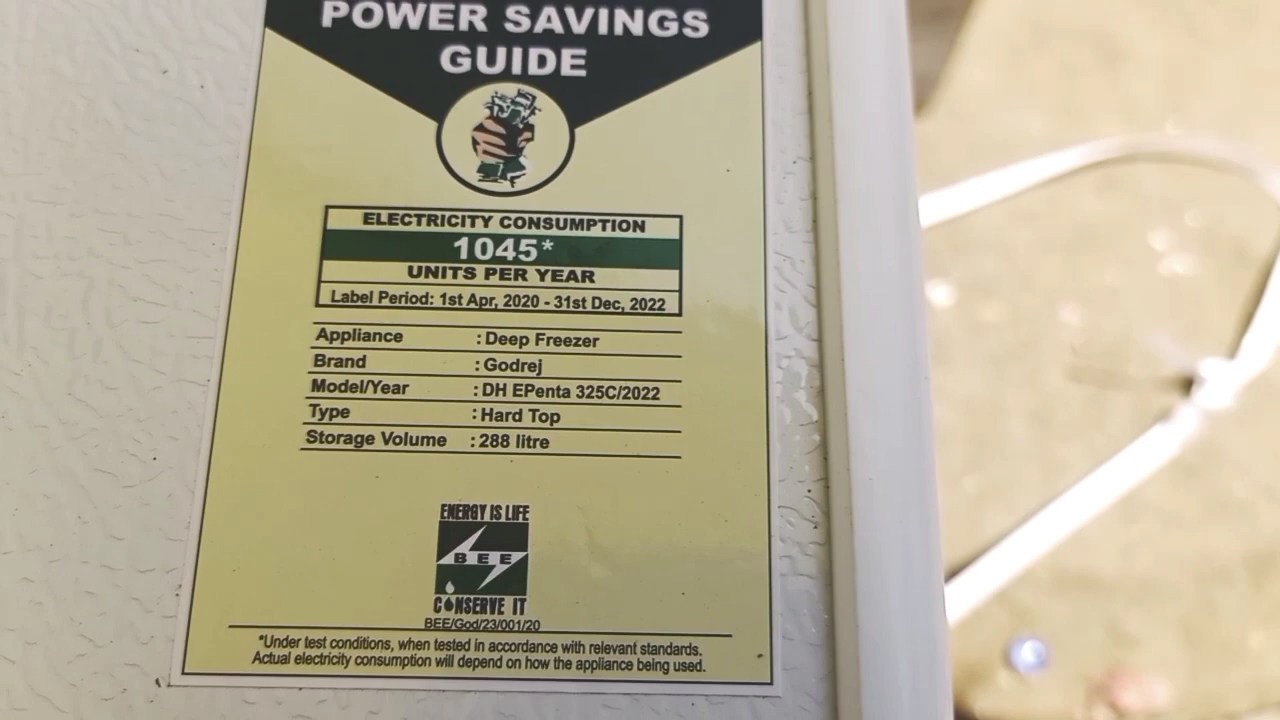 POWER SAVINGS
GUIDE
ELECTRICITY CONSUMPTION
1045*
UNITS PER YEAR
Label Period: 1st Apr, 2020 - 31st Dec, 2022
Appliance : Deep Freezer
Brand : Godrej
Model/Year : DH EPenta 325C/2022
Type : Hard Top
Storage Volume : 288 litre
ENERGY IS LIFE
BEE
CONSERVE IT
BEE/God/23/001/20
*Under test conditions, when tested in accordance with relevant standards.
Actual electricity consumption will depend on how the appliance being used.